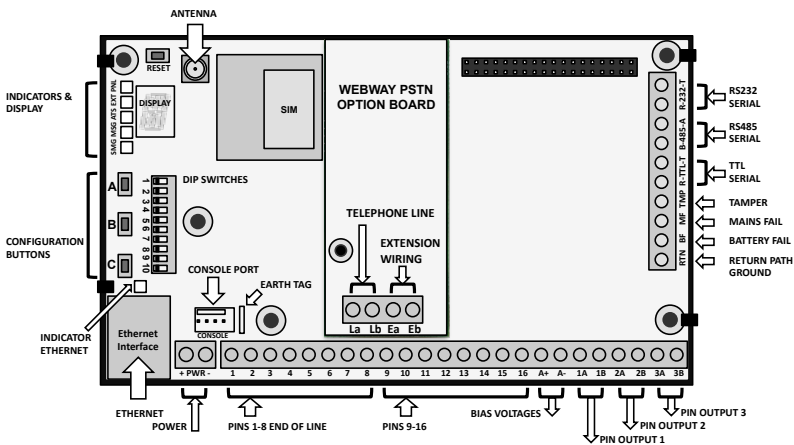 ANTENNA
RESET
INDICATORS &
DISPLAY
SMG MSG ATS EXT PNL
DISPLAY
SIM
WEBWAY PSTN
OPTION BOARD
R-232-T
B-485-A
R-TTL-T
TMP
MF
BF
RTN
RS232
SERIAL
RS485
SERIAL
TTL
SERIAL
TAMPER
MAINS FAIL
BATTERY FAIL
RETURN PATH
GROUND
CONFIGURATION
BUTTONS
A
B
C
DIP SWITCHES
1 2 3 4 5 6 7 8 9 10
TELEPHONE LINE
EXTENSION
WIRING
La Lb Ea Eb
CONSOLE PORT
EARTH TAG
CONSOLE
INDICATOR
ETHERNET
Ethernet
Interface
+ PWR - 1 2 3 4 5 6 7 8 9 10 11 12 13 14 15 16 A+ A- 1A 1B 2A 2B 3A 3B
ETHERNET
POWER
PINS 1-8 END OF LINE
PINS 9-16
BIAS VOLTAGES
PIN OUTPUT 3
PIN OUTPUT 2
PIN OUTPUT 1